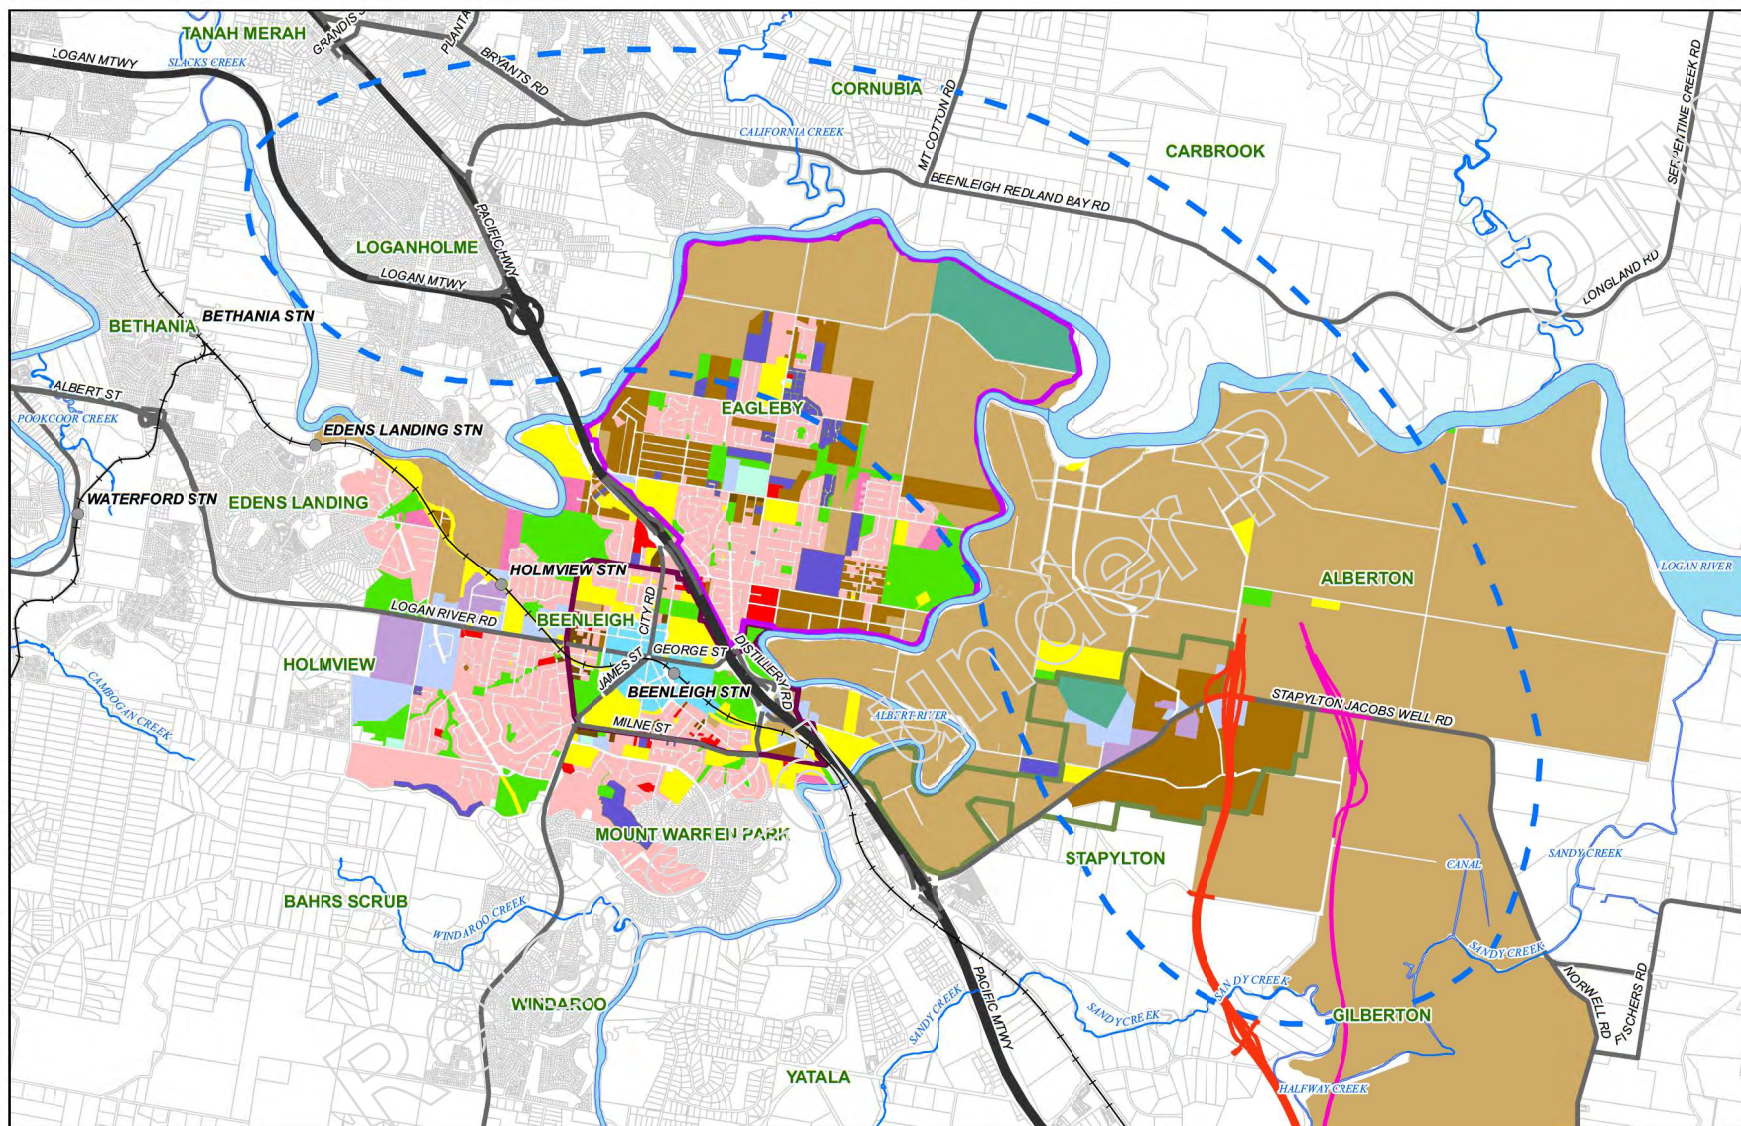 TANAH MERAH
GRANDIS
PLANTA
LOGAN MTWY
SLACKS CREEK
BRYANTS RD
CORNUBIA
MT COTTON RD
SERPENTINE CREEK RD
CALIFORNIA CREEK
CARBROOK
BEENLEIGH REDLAND BAY RD
PACIFIC HWY
LOGANHOLME
LOGAN MTWY
LONGLAND RD
BETHANIA
BETHANIA STN
ALBERT ST
POOKCOOR CREEK
EAGLEBY
EDENS LANDING STN
WATERFORD STN
EDENS LANDING
HOLMVIEW STN
LOGAN RIVER
ALBERTON
LOGAN RIVER RD
BEENLEIGH
CITY RD
GEORGE ST
DISTILLERY RD
HOLMVIEW
JAMES ST
BEENLEIGH STN
CAMBOGAN CREEK
MILNE ST
ALBERT RIVER
STAPYLTON JACOBS WELL RD
MOUNT WARREN PARK
STAPYLTON
CANAL
SANDY CREEK
BAHRS SCRUB
WINDAROO CREEK
SANDY CREEK
NORWELL RD
FISCHERS RD
WINDAROO
PACIFIC MTWY
SANDY CREEK
SANDY CREEK
SANDY CREEK
GILBERTON
YATALA
HALFWAY CREEK
under RTI
DTM